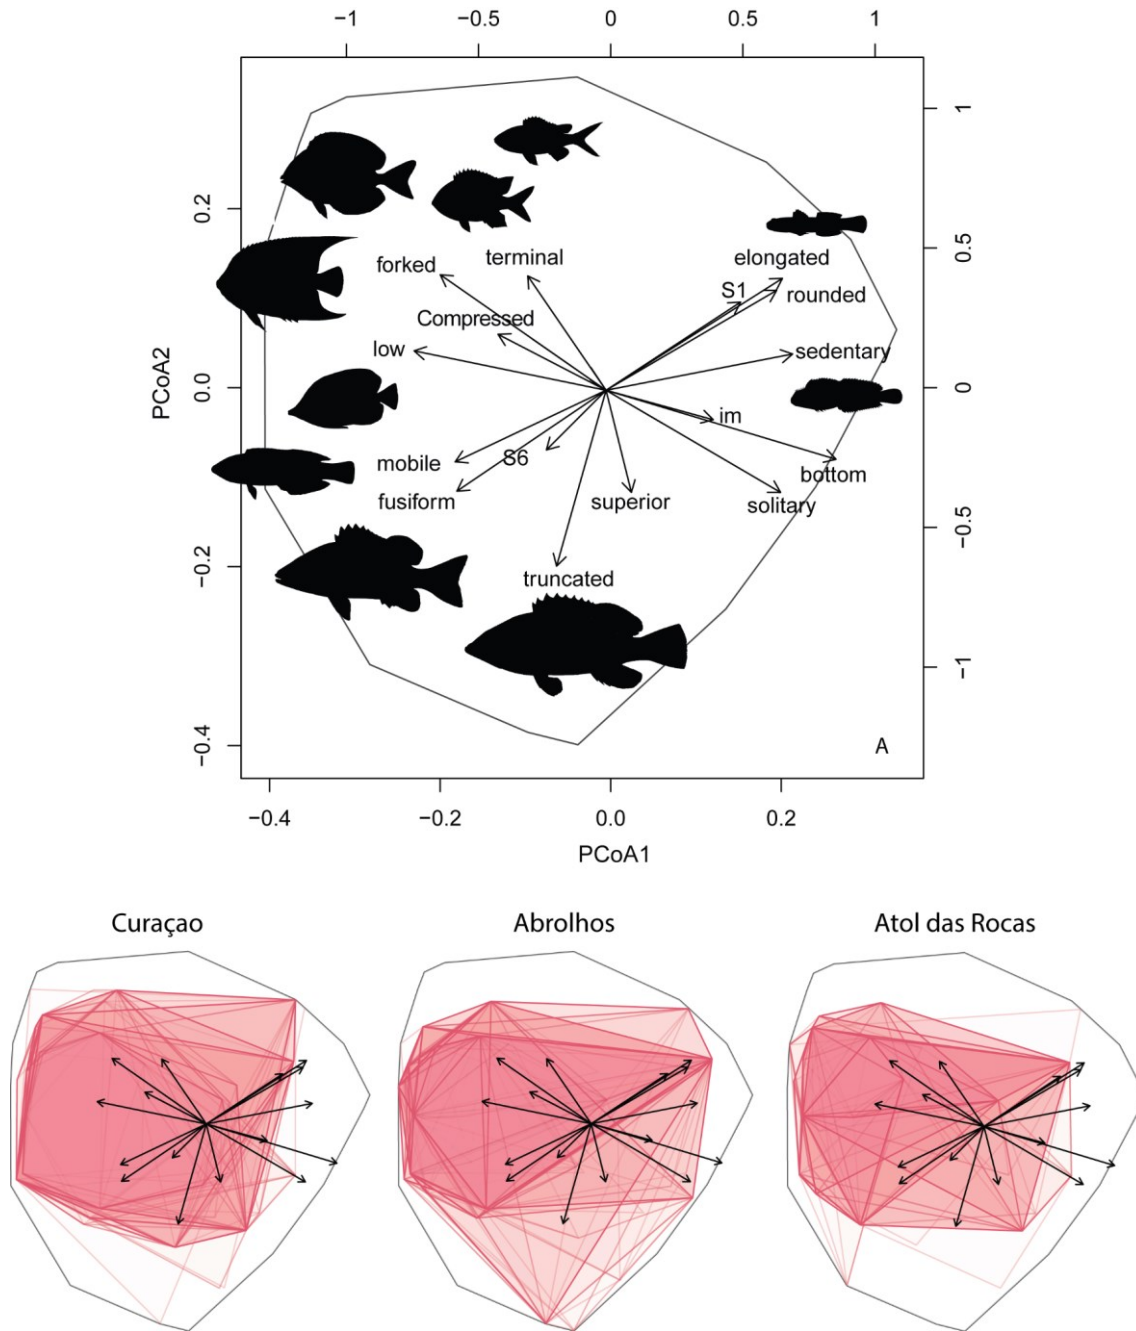 −1 −0.5 0 0.5 1
PCoA2
0.2
0.0
−0.2
−0.4
1
0.5
0
−0.5
−1
forked terminal elongated
S1 rounded
Compressed
low sedentary
im
mobile S6 bottom
fusiform superior solitary
truncated
A
−0.4 −0.2 0.0 0.2
PCoA1
Curaçao Abrolhos Atol das Rocas